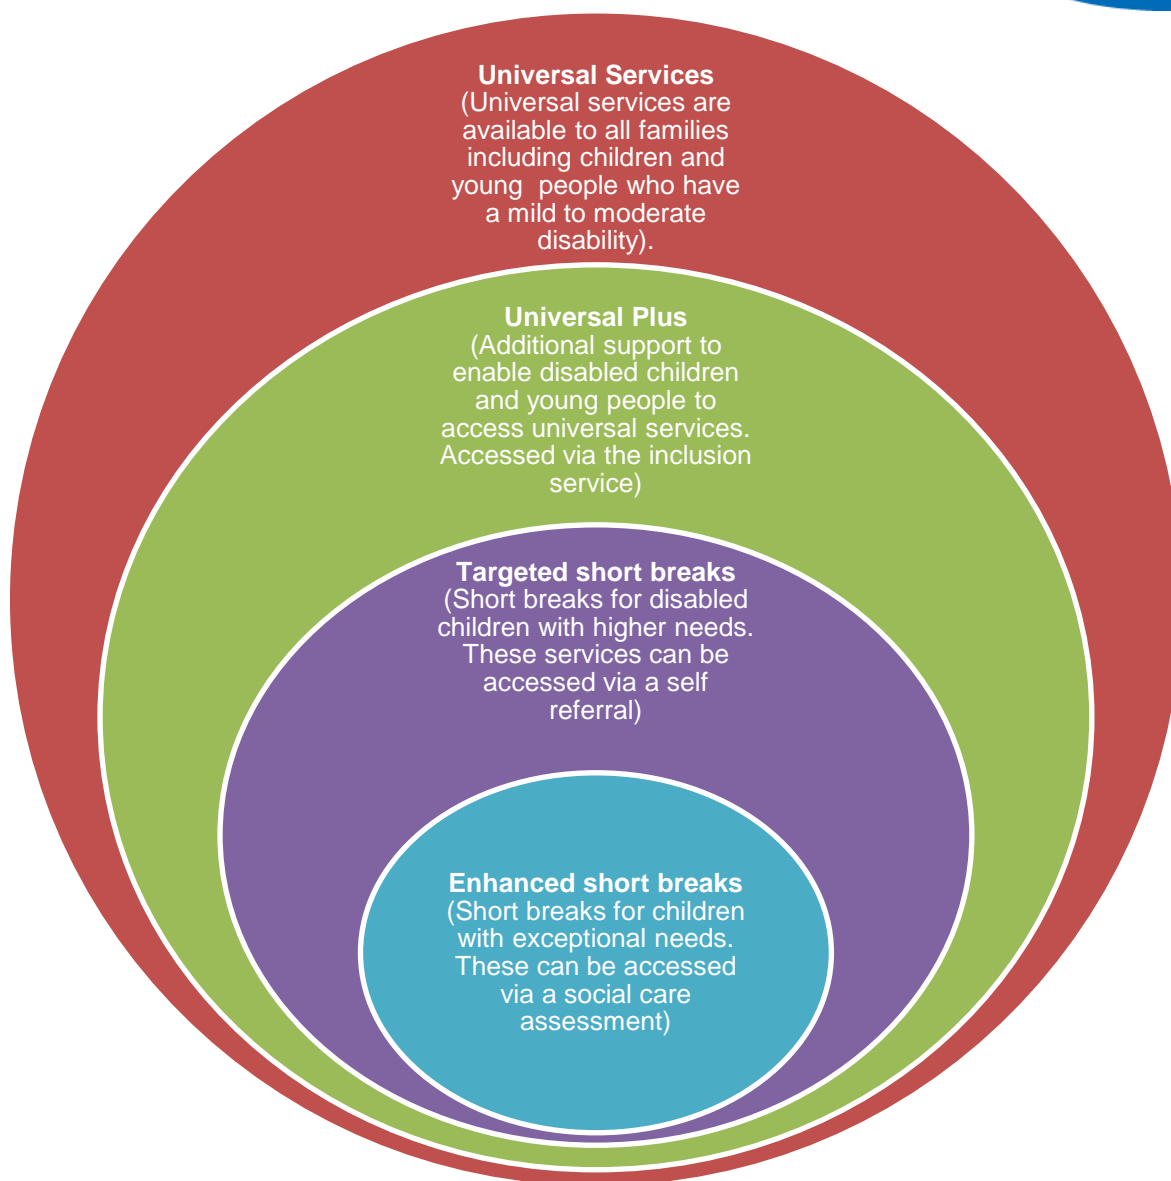 Universal Services
(Universal services are
available to all families
including children and
young  people who have
a mild to moderate
disability).
Universal Plus
(Additional support to
enable disabled children
and young people to
access universal services.
Accessed via the inclusion
service)
Targeted short breaks
(Short breaks for disabled
children with higher needs.
These services can be
accessed via a self
referral)
Enhanced short breaks
(Short breaks for children
with exceptional needs.
These can be accessed
via a social care
assessment)